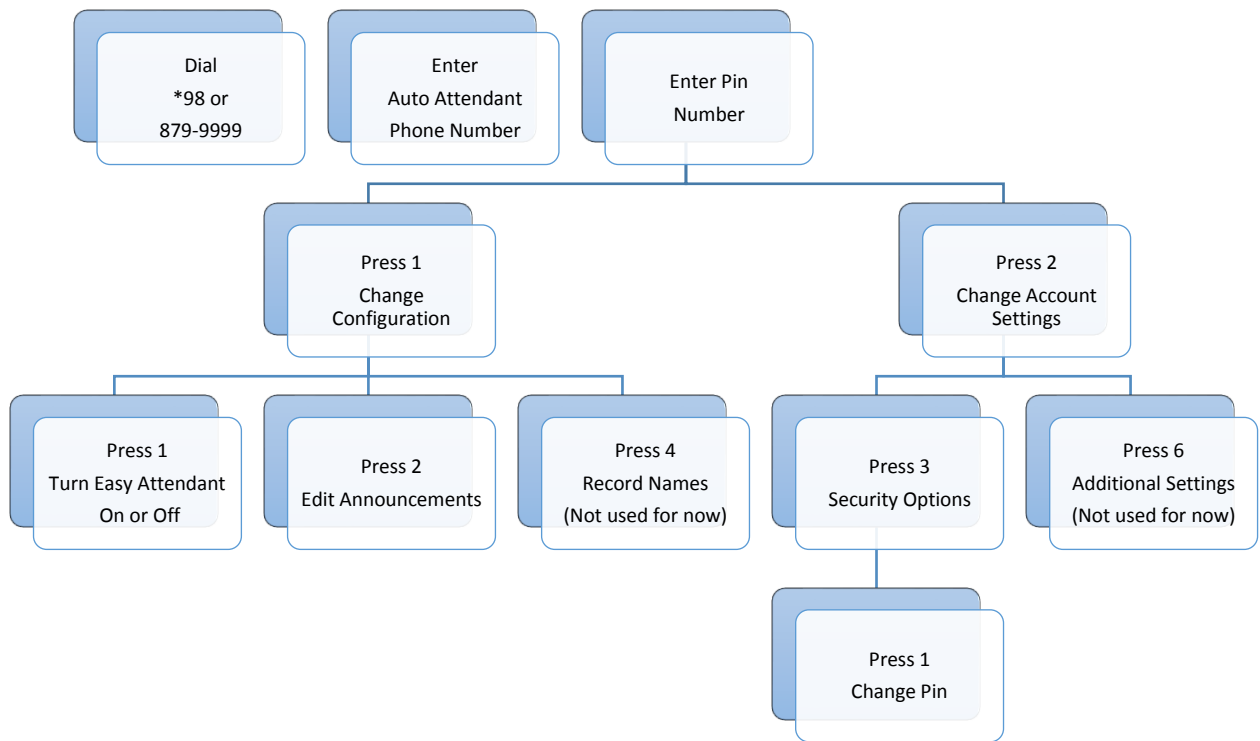 Dial
*98 or
879-9999
Enter
Auto Attendant
Phone Number
Enter Pin
Number
Press 1
Change
Configuration
Press 2
Change Account
Settings
Press 1
Turn Easy Attendant
On or Off
Press 2
Edit Announcements
Press 4
Record Names
(Not used for now)
Press 3
Security Options
Press 6
Additional Settings
(Not used for now)
Press 1
Change Pin